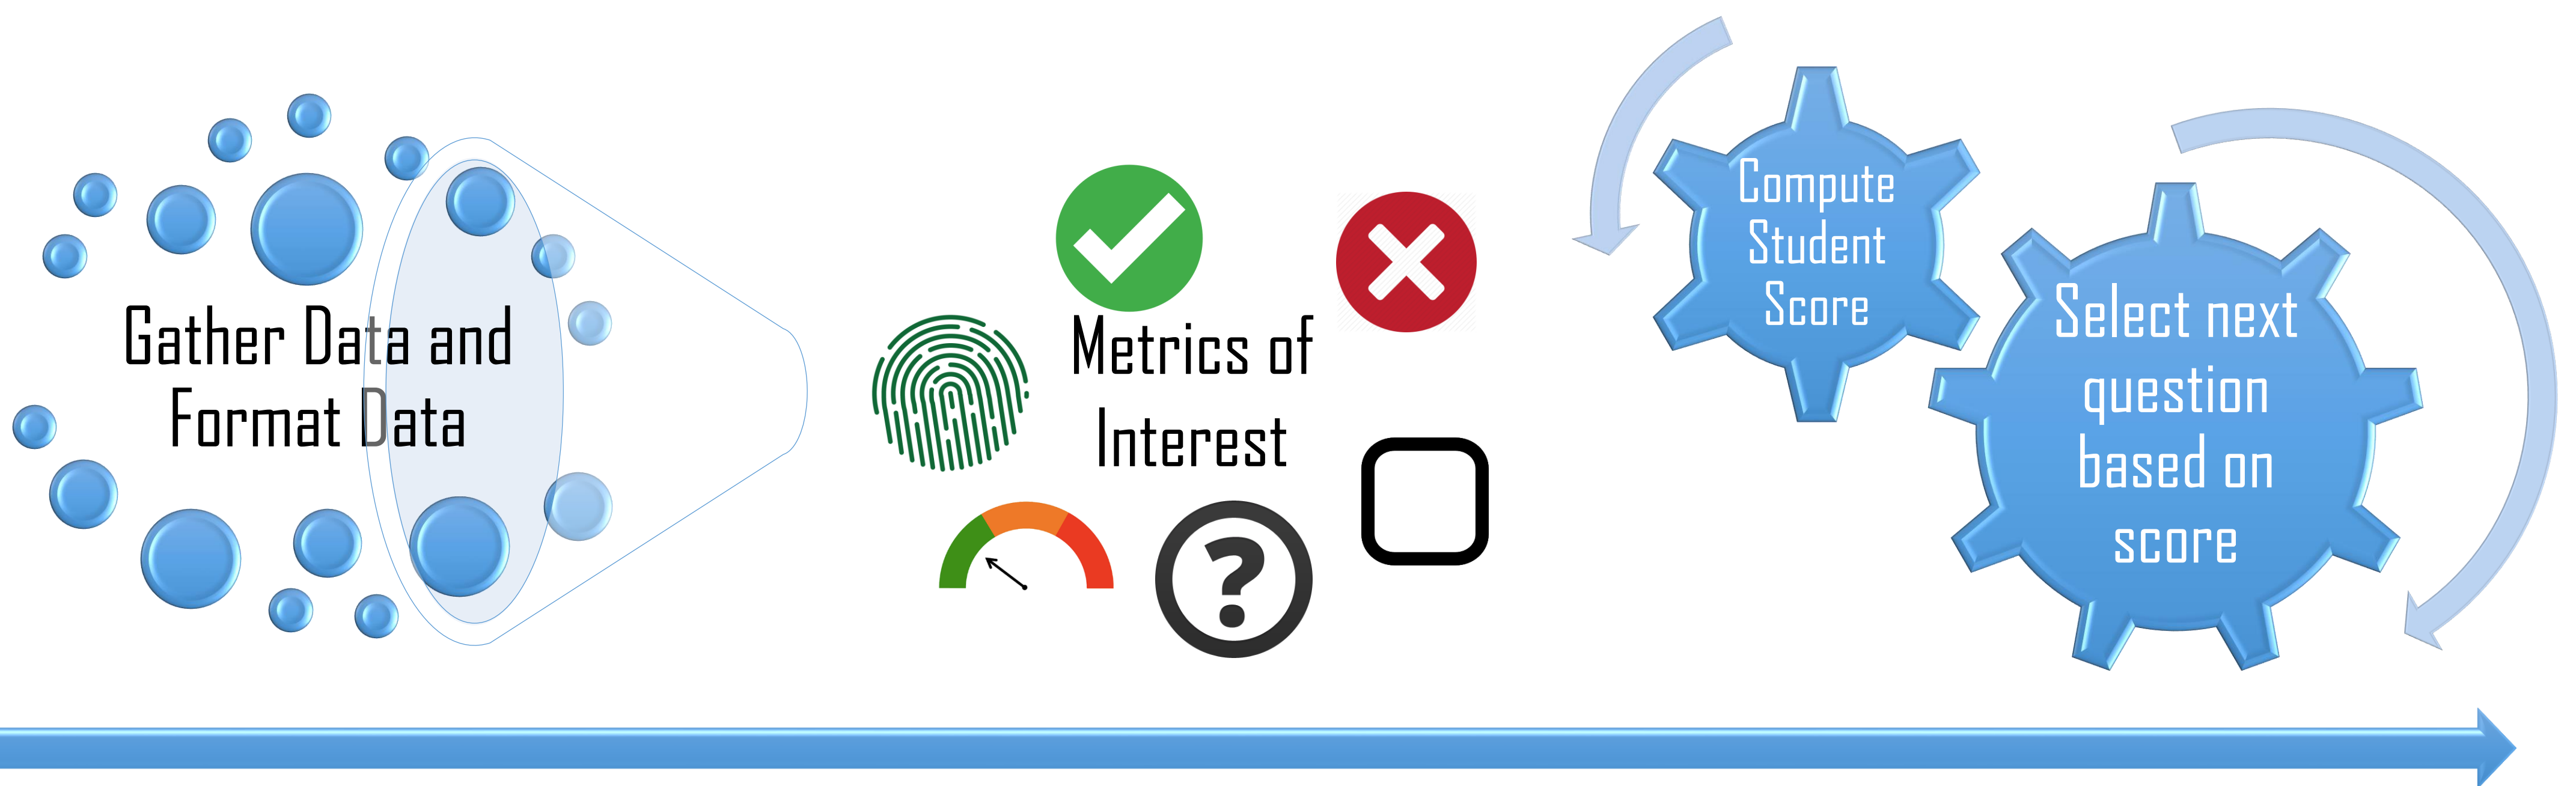 Gather Data and
Format Data
Metrics of
Interest
?
Compute
Student
Score
Select next
question
based on
score